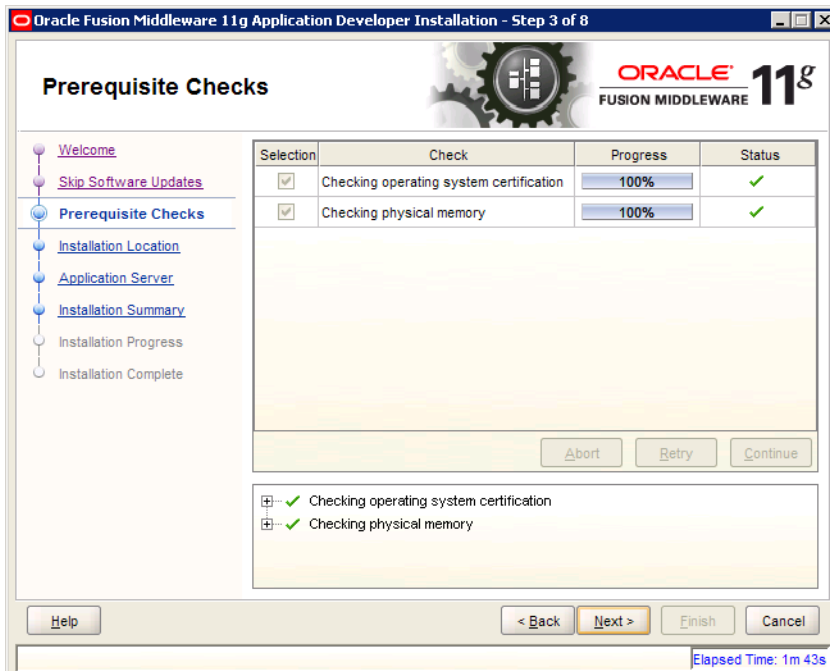 Oracle Fusion Middleware 11g Application Developer Installation - Step 3 of 8
Prerequisite Checks
ORACLE
FUSION MIDDLEWARE
11g
Welcome
Skip Software Updates
Prerequisite Checks
Installation Location
Application Server
Installation Summary
Installation Progress
Installation Complete
Selection Check Progress Status
Checking operating system certification 100%
Checking physical memory 100%
Abort Retry Continue
Checking operating system certification
Checking physical memory
Help < Back Next > Finish Cancel
Elapsed Time: 1m 43s